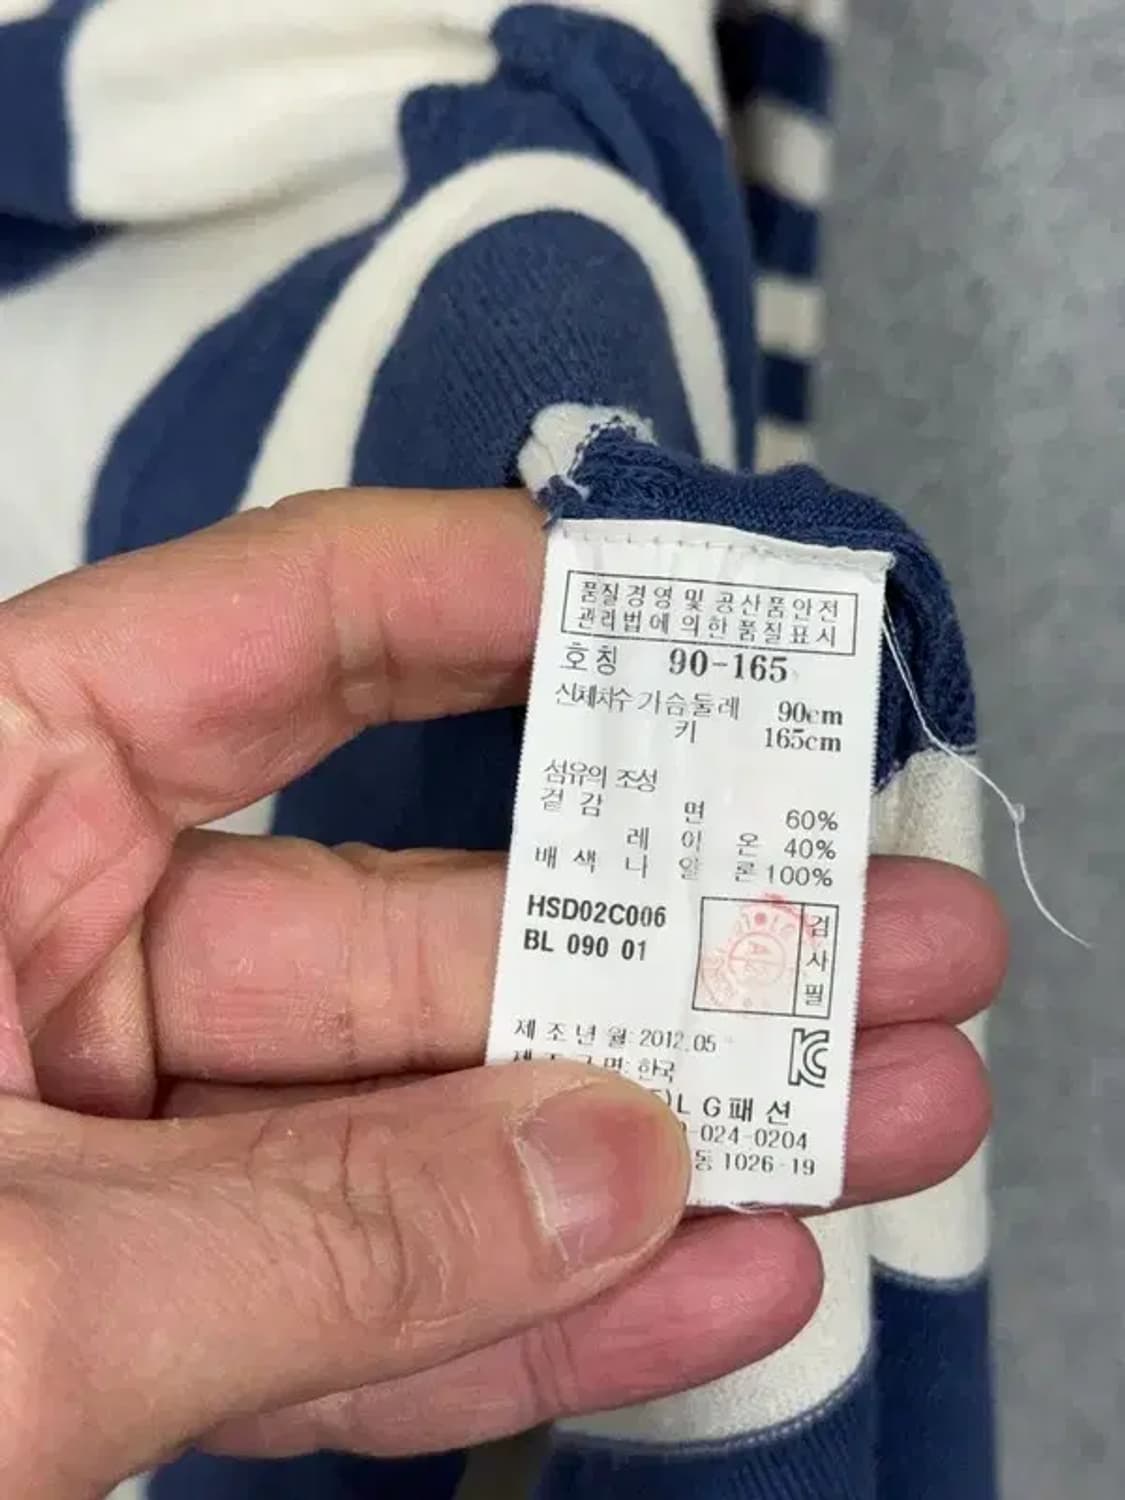 품질경영 및 공산품안전
관리법에 의한 품질표시
호칭 90-165
신체치수 가슴둘레 90cm
키 165cm
섬유의 조성
겉감 면 60%
레이온 40%
배색 나일론 100%
HSD02C006
BL 090 01
검사필
제조년월: 2012.05
한국
LG패션
-024-0204
동 1026-19